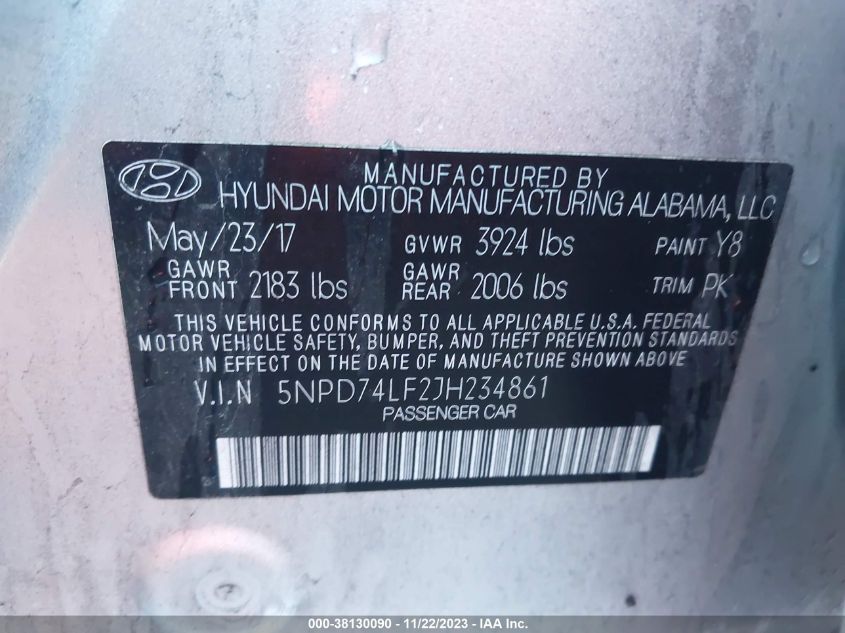 MANUFACTURED BY
HYUNDAI MOTOR MANUFACTURING ALABAMA, LLC
May/23/17 GVWR 3924 lbs PAINT Y8
GAWR FRONT 2183 lbs GAWR REAR 2006 lbs TRIM PK
THIS VEHICLE CONFORMS TO ALL APPLICABLE U.S.A. FEDERAL
MOTOR VEHICLE SAFETY, BUMPER, AND THEFT PREVENTION STANDARDS
IN EFFECT ON THE DATE OF MANUFACTURE SHOWN ABOVE
V.I.N 5NPD74LF2JH234861
PASSENGER CAR
000-38130090 - 11/22/2023 - IAA Inc.